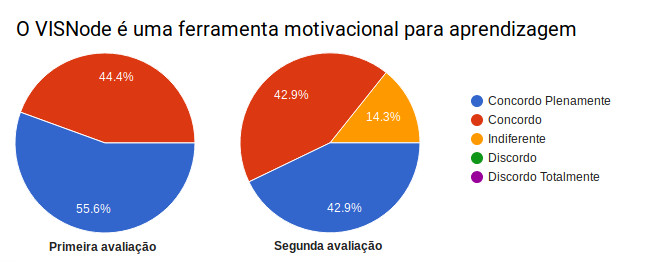 O VISNode é uma ferramenta motivacional para aprendizagem
44.4%
55.6%
Primeira avaliação
42.9%
14.3%
42.9%
Segunda avaliação
Concordo Plenamente
Concordo
Indiferente
Discordo
Discordo Totalmente